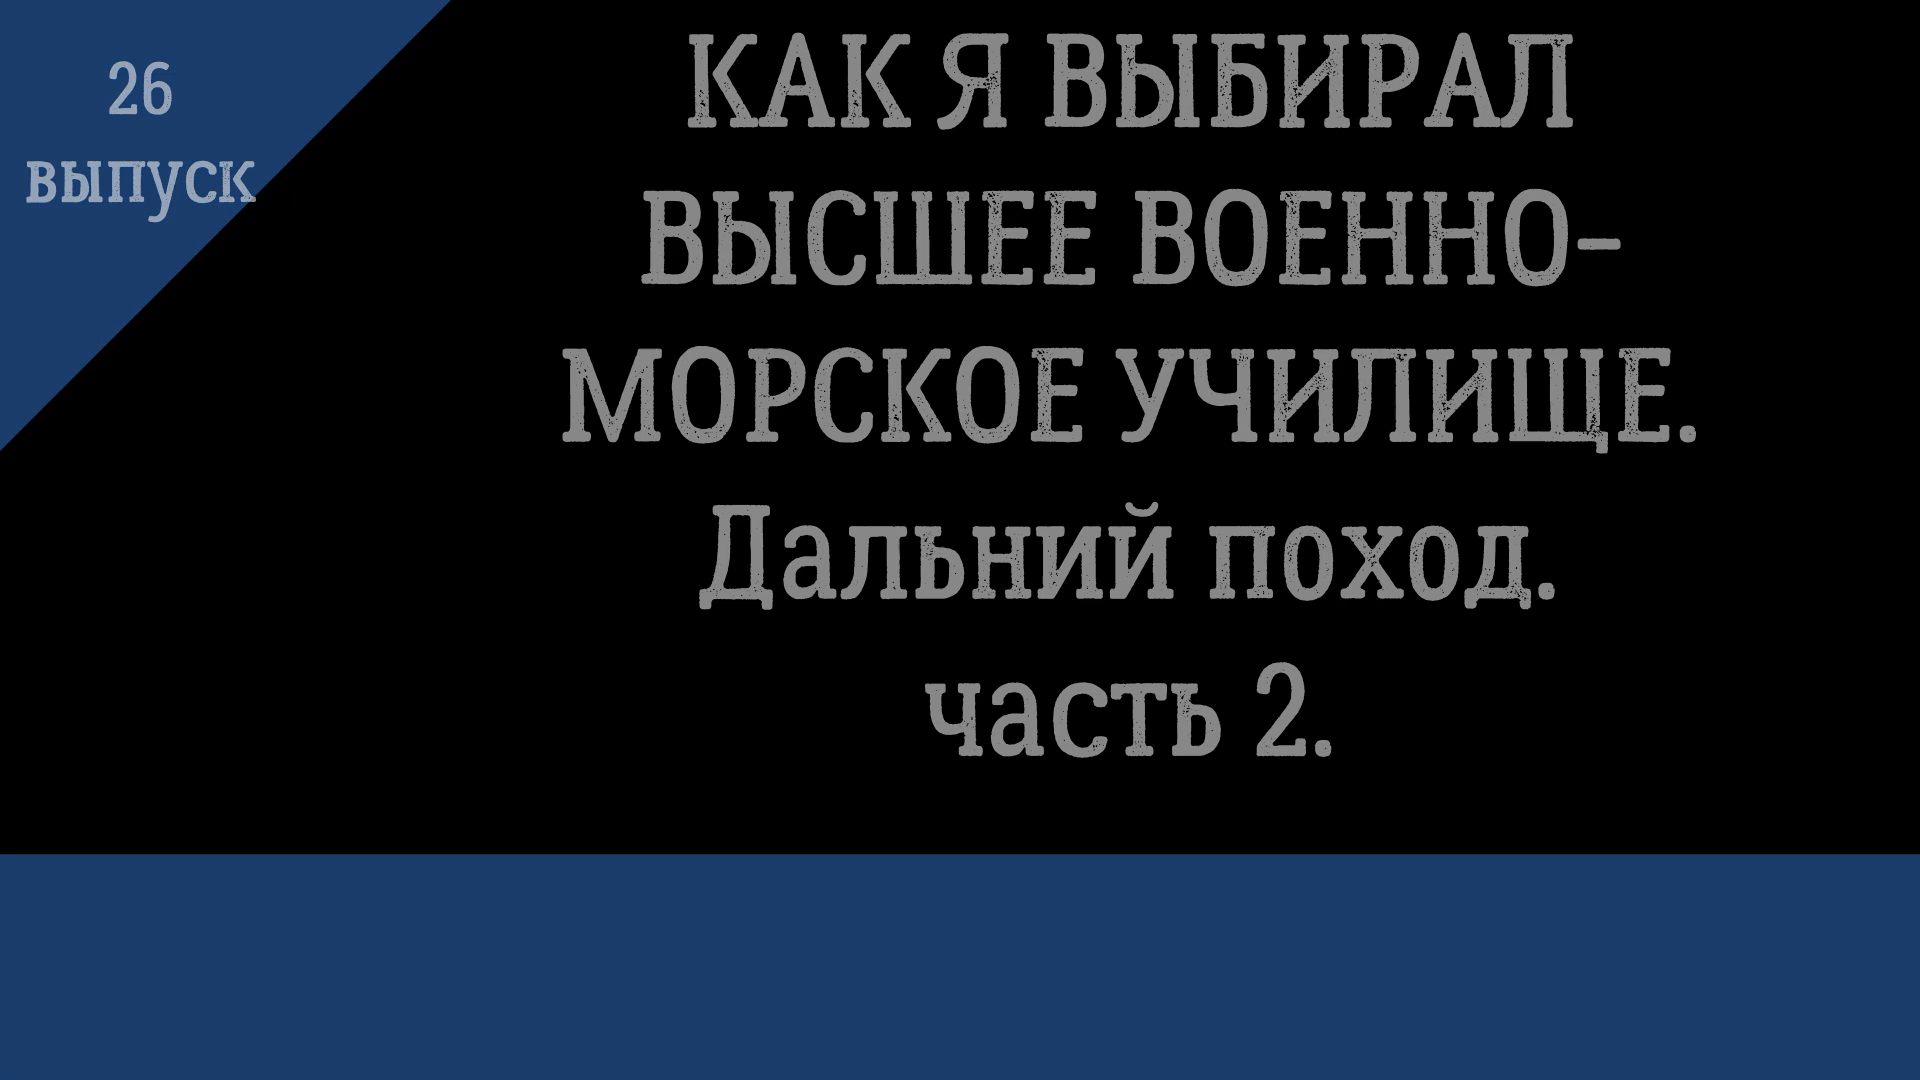 26
выпуск
КАК Я ВЫБИРАЛ
ВЫСШЕЕ ВОЕННО-
МОРСКОЕ УЧИЛИЩЕ.
Дальний поход.
часть 2.